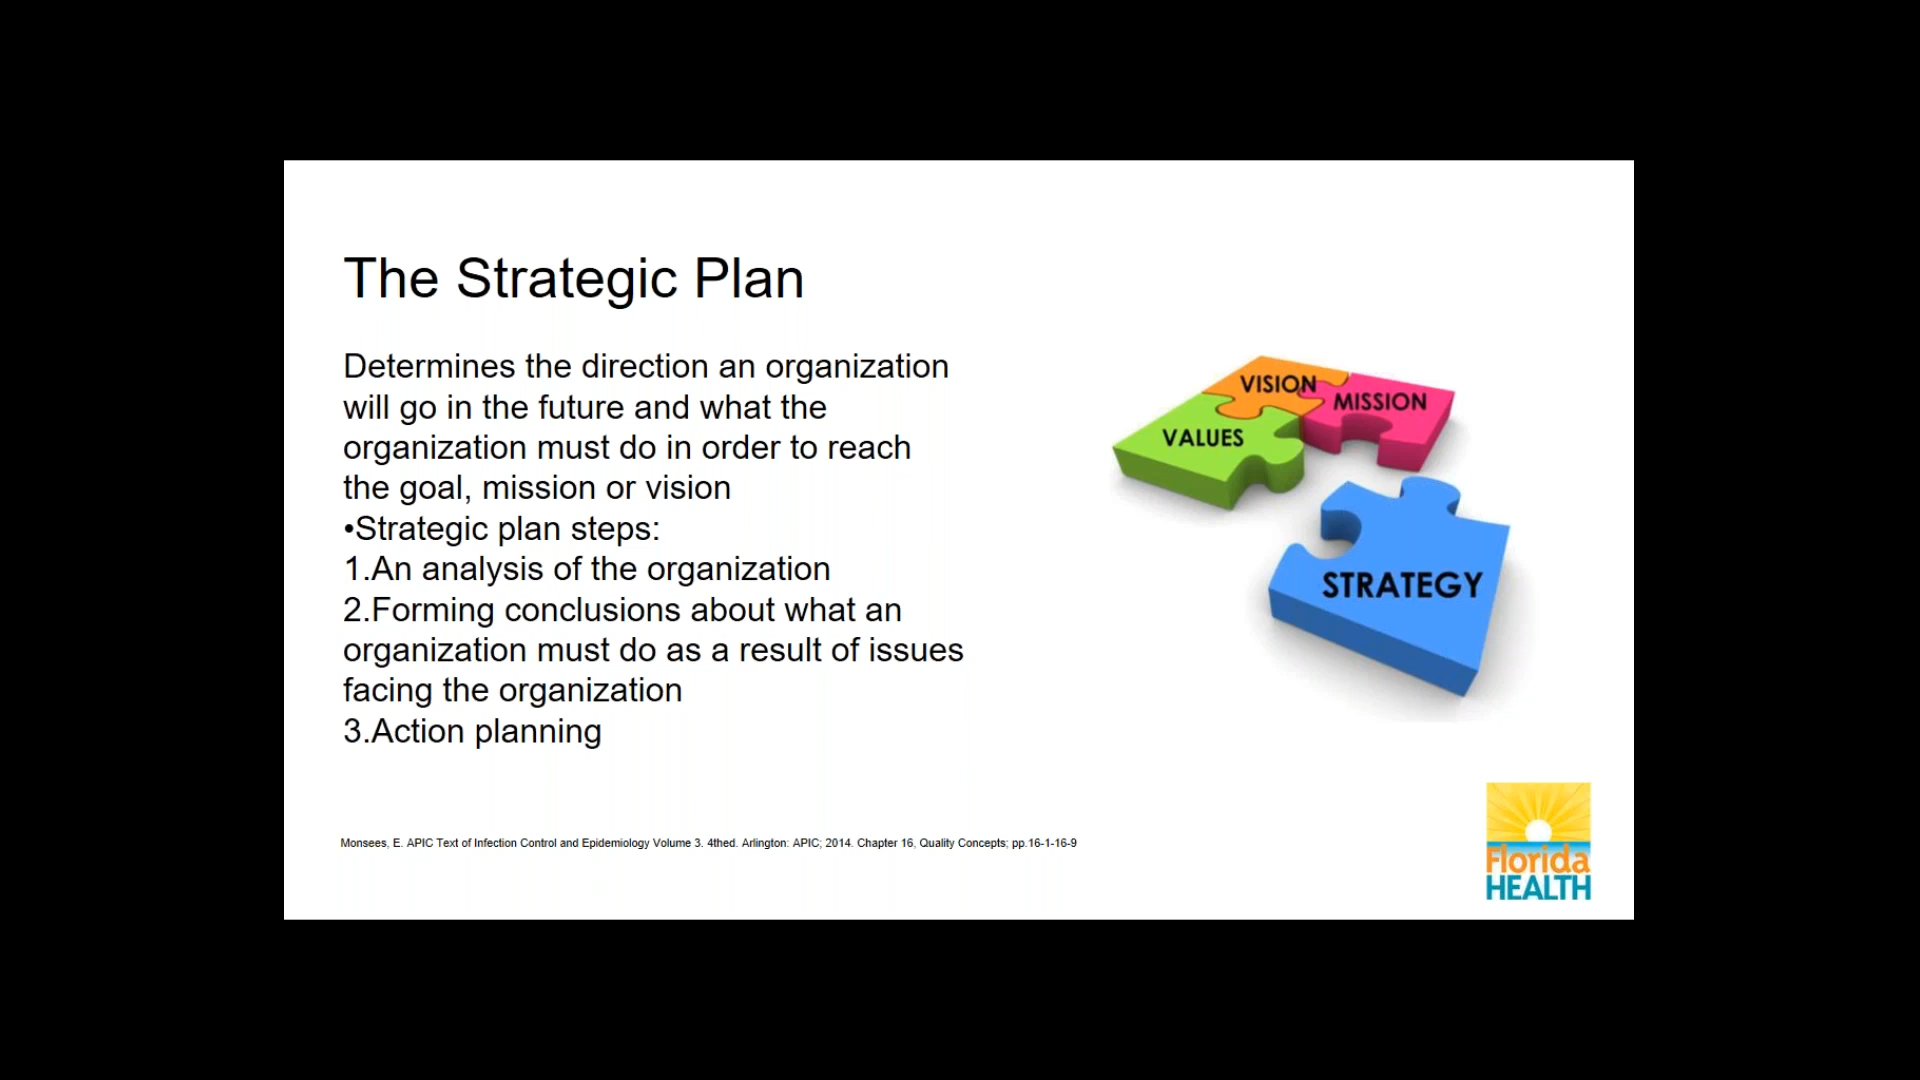 The Strategic Plan
Determines the direction an organization
will go in the future and what the
organization must do in order to reach
the goal, mission or vision
•Strategic plan steps:
1.An analysis of the organization
2.Forming conclusions about what an
organization must do as a result of issues
facing the organization
3.Action planning
VISION
MISSION
VALUES
STRATEGY
Monsees, E. APIC Text of Infection Control and Epidemiology Volume 3. 4thed. Arlington: APIC; 2014. Chapter 16, Quality Concepts; pp.16-1-16-9
Florida
HEALTH